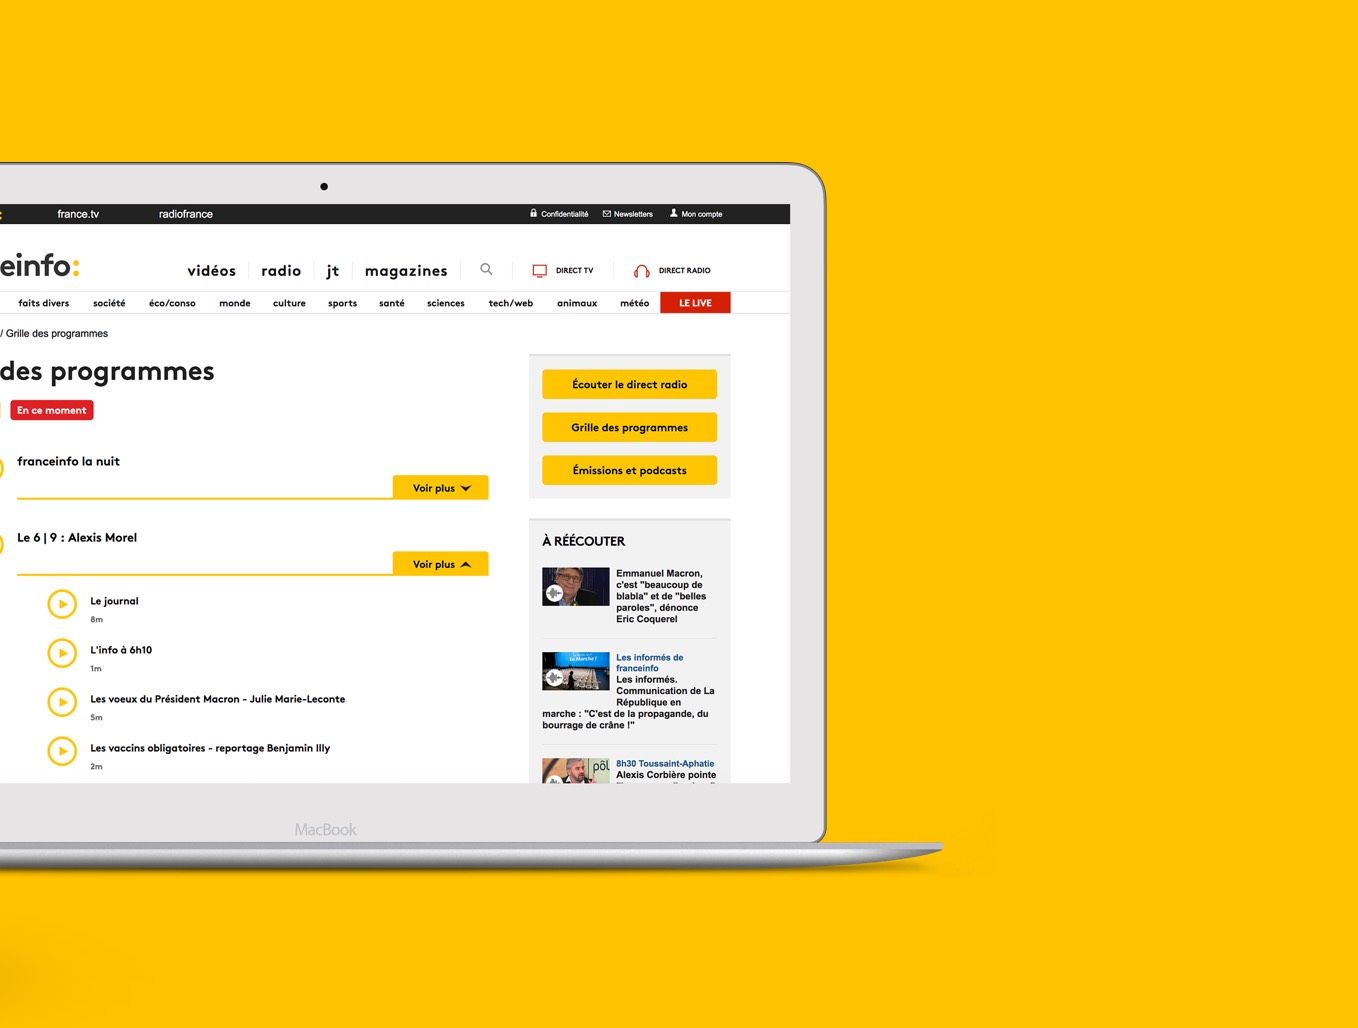 france.tv radiofrance Confidentialité Newsletters Mon compte
einfo:
vidéos radio jt magazines DIRECT TV DIRECT RADIO
faits divers société éco/conso monde culture sports santé sciences tech/web animaux météo LE LIVE
/ Grille des programmes
des programmes
En ce moment
franceinfo la nuit
Voir plus
Le 6 | 9 : Alexis Morel
Voir plus
Le journal
8m
L'info à 6h10
1m
Les voeux du Président Macron - Julie Marie-Leconte
5m
Les vaccins obligatoires - reportage Benjamin Illy
2m
Écouter le direct radio
Grille des programmes
Émissions et podcasts
À RÉÉCOUTER
Emmanuel Macron,
c'est "beaucoup de
blabla" et de "belles
paroles", dénonce
Eric Coquerel
Les informés de
franceinfo
Les informés.
Communication de La
République en
marche : "C'est de la propagande, du
bourrage de crâne !"
8h30 Toussaint-Aphatie
Alexis Corbière pointe
MacBook